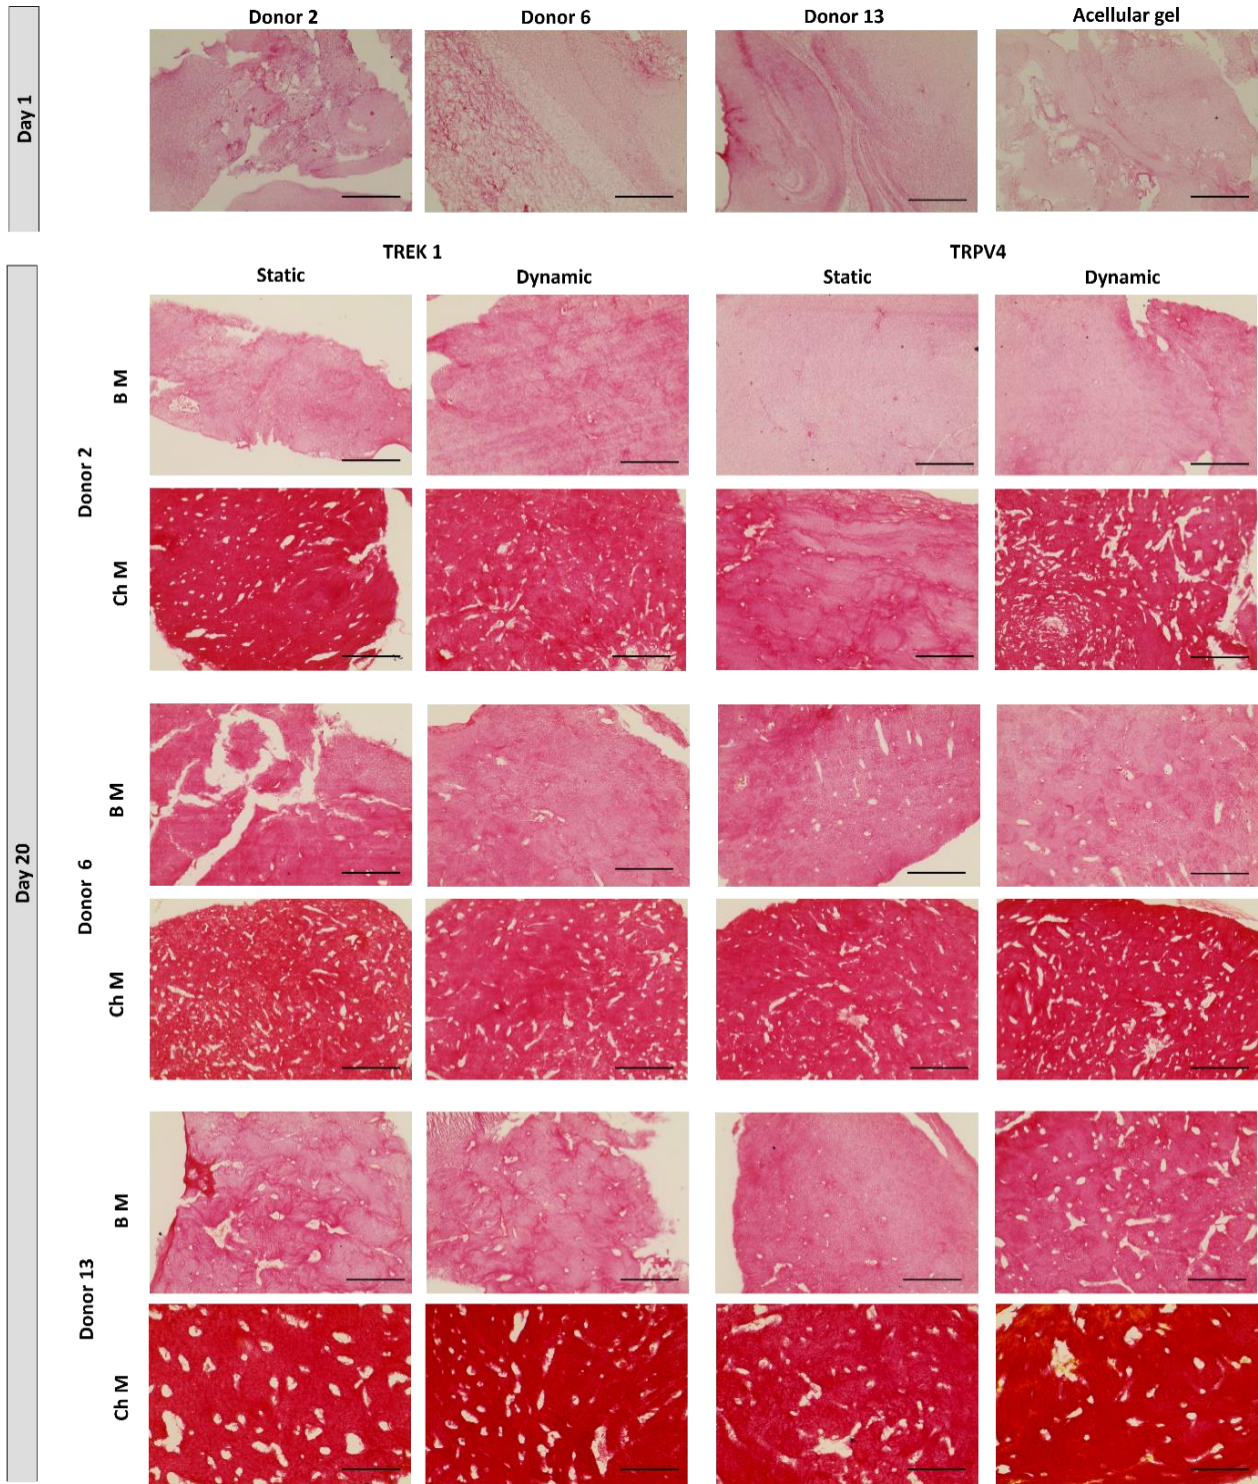 Donor 2 Donor 6 Donor 13 Acellular gel
Day 1
TREK 1 TRPV4
Static Dynamic Static Dynamic
Day 20
Donor 2
B M
Ch M
Donor 6
B M
Ch M
Donor 13
B M
Ch M